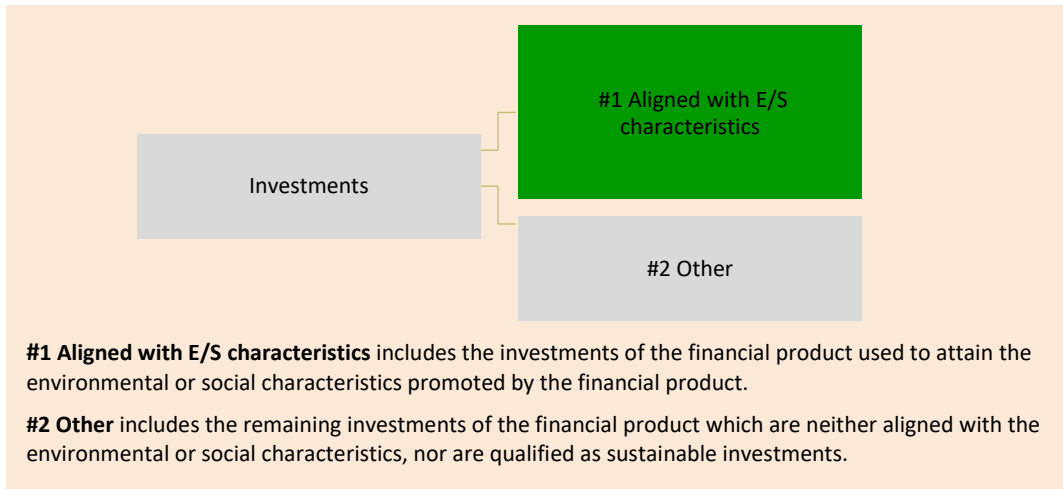 #1 Aligned with E/S
characteristics
Investments
#2 Other
#1 Aligned with E/S characteristics includes the investments of the financial product used to attain the
environmental or social characteristics promoted by the financial product.
#2 Other includes the remaining investments of the financial product which are neither aligned with the
environmental or social characteristics, nor are qualified as sustainable investments.